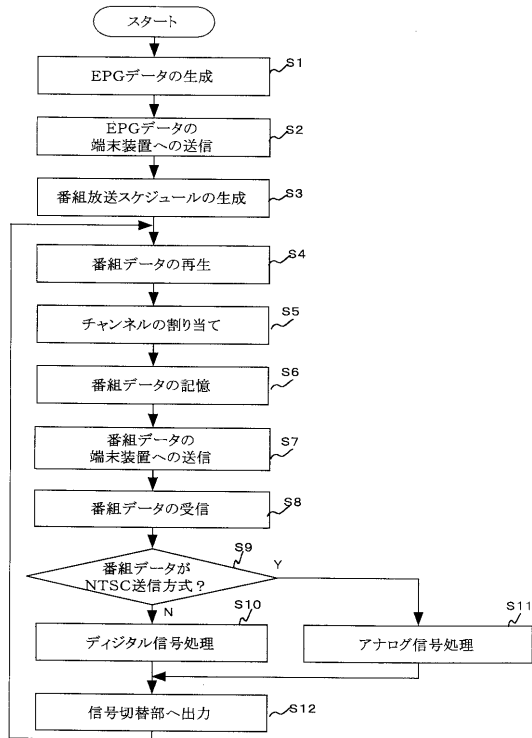 スタート
EPGデータの生成
S1
EPGデータの
端末装置への送信
S2
番組放送スケジュールの生成
S3
番組データの再生
S4
チャンネルの割り当て
S5
番組データの記憶
S6
番組データの
端末装置への送信
S7
番組データの受信
S8
番組データが
NTSC送信方式？
S9
Y
N
S10
ディジタル信号処理
S11
アナログ信号処理
信号切替部へ出力
S12